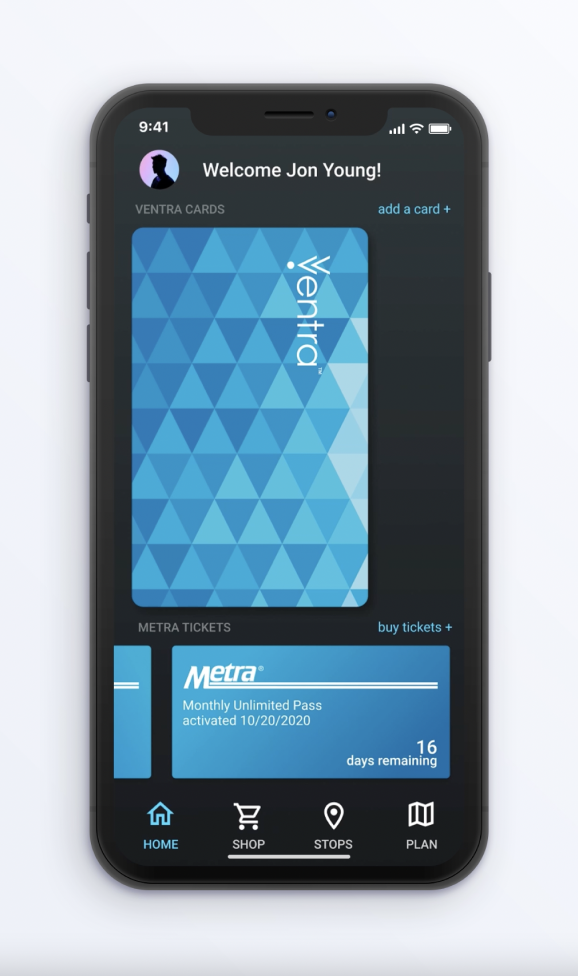 9:41
Welcome Jon Young!
VENTRA CARDS
add a card +
ventra™
METRA TICKETS
buy tickets +
Metra®
Monthly Unlimited Pass
activated 10/20/2020
16
days remaining
HOME
SHOP
STOPS
PLAN